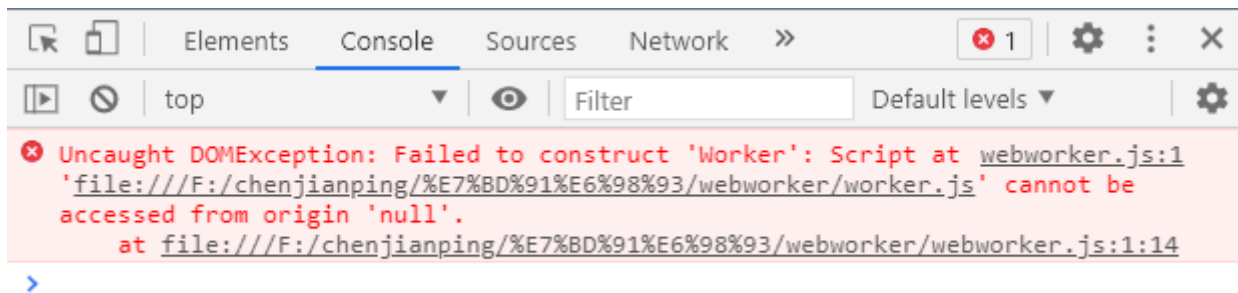 Elements Console Sources Network » 1
top ▼ Filter Default levels ▼
Uncaught DOMException: Failed to construct 'Worker': Script at webworker.js:1
'file:///F:/chenjianping/%E7%BD%91%E6%98%93/webworker/worker.js' cannot be
accessed from origin 'null'.
at file:///F:/chenjianping/%E7%BD%91%E6%98%93/webworker/webworker.js:1:14
>